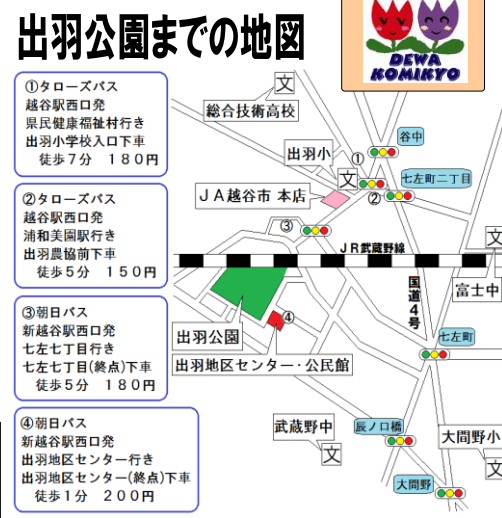 出羽公園までの地図
DEWA
KOMIKYO
①タローズバス
越谷駅西口発
県民健康福祉村行き
出羽小学校入口下車
徒歩7分 180円
②タローズバス
越谷駅西口発
浦和美園駅行き
出羽農協前下車
徒歩5分 150円
③朝日バス
新越谷駅西口発
七左七丁目行き
七左七丁目(終点)下車
徒歩5分 180円
④朝日バス
新越谷駅西口発
出羽地区センター行き
出羽地区センター(終点)下車
徒歩1分 200円
文
総合技術高校
谷中
出羽小
①
文
七左町二丁目
②
JA越谷市 本店
③
JR武蔵野線
文
富士中
国道4号
④
出羽公園
出羽地区センター・公民館
七左町
武蔵野中
文
辰ノ口橋
大間野小
文
大間野